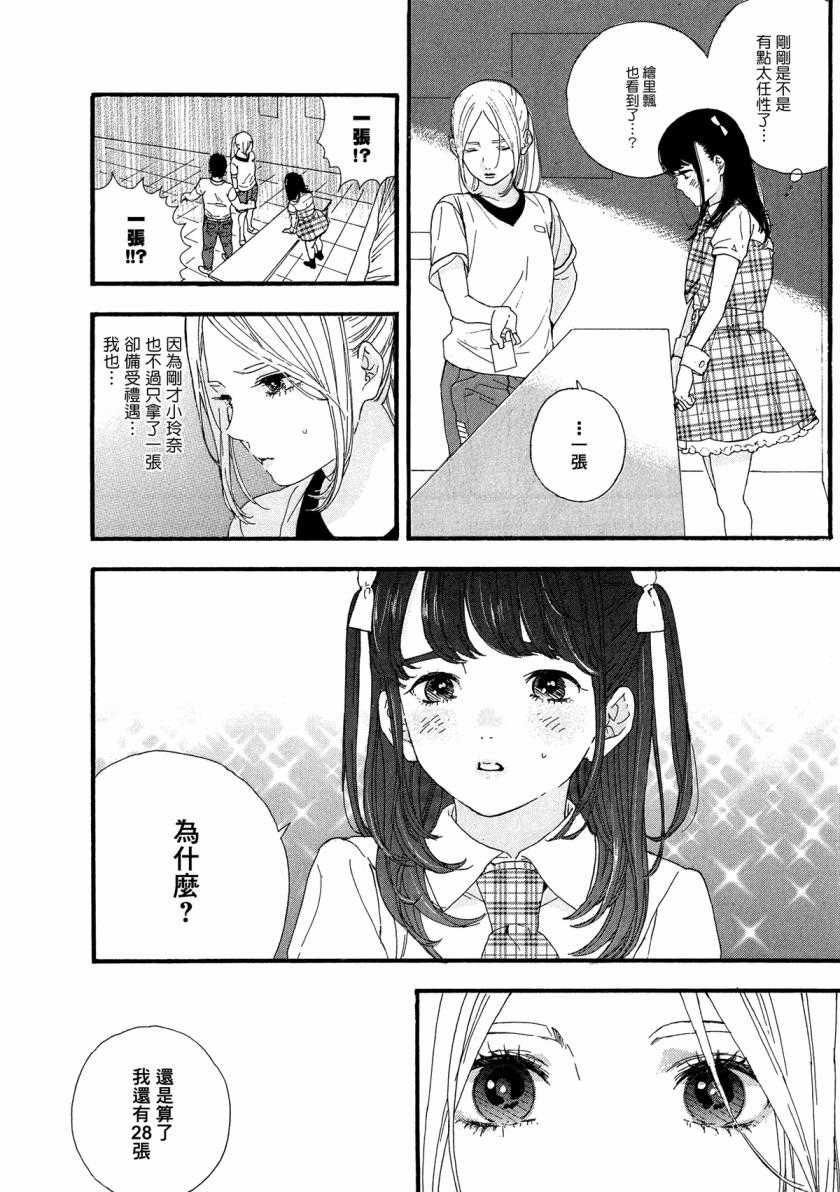 剛剛是不是
有點太任性了…
繪里飄
也看到了…?
…一張
一張!?
一張!!?
因為剛才小玲奈
也不過只拿了一張
卻備受禮遇…
我也…
為什麼?
還是算了
我還有28張